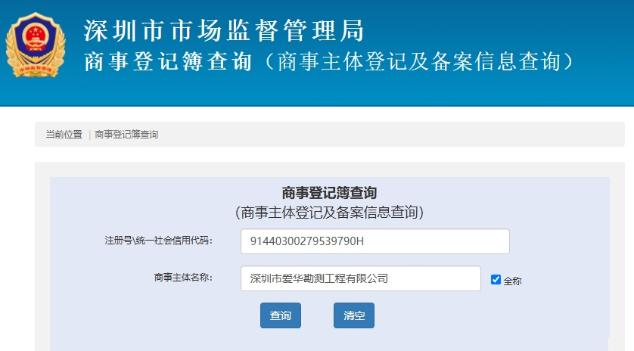 深圳市市场监督管理局
商事登记簿查询（商事主体登记及备案信息查询）
当前位置 | 商事登记簿查询
商事登记簿查询
(商事主体登记及备案信息查询)
注册号\统一社会信用代码： 91440300279539790H
商事主体名称： 深圳市爱华勘测工程有限公司 全称
查询 清空